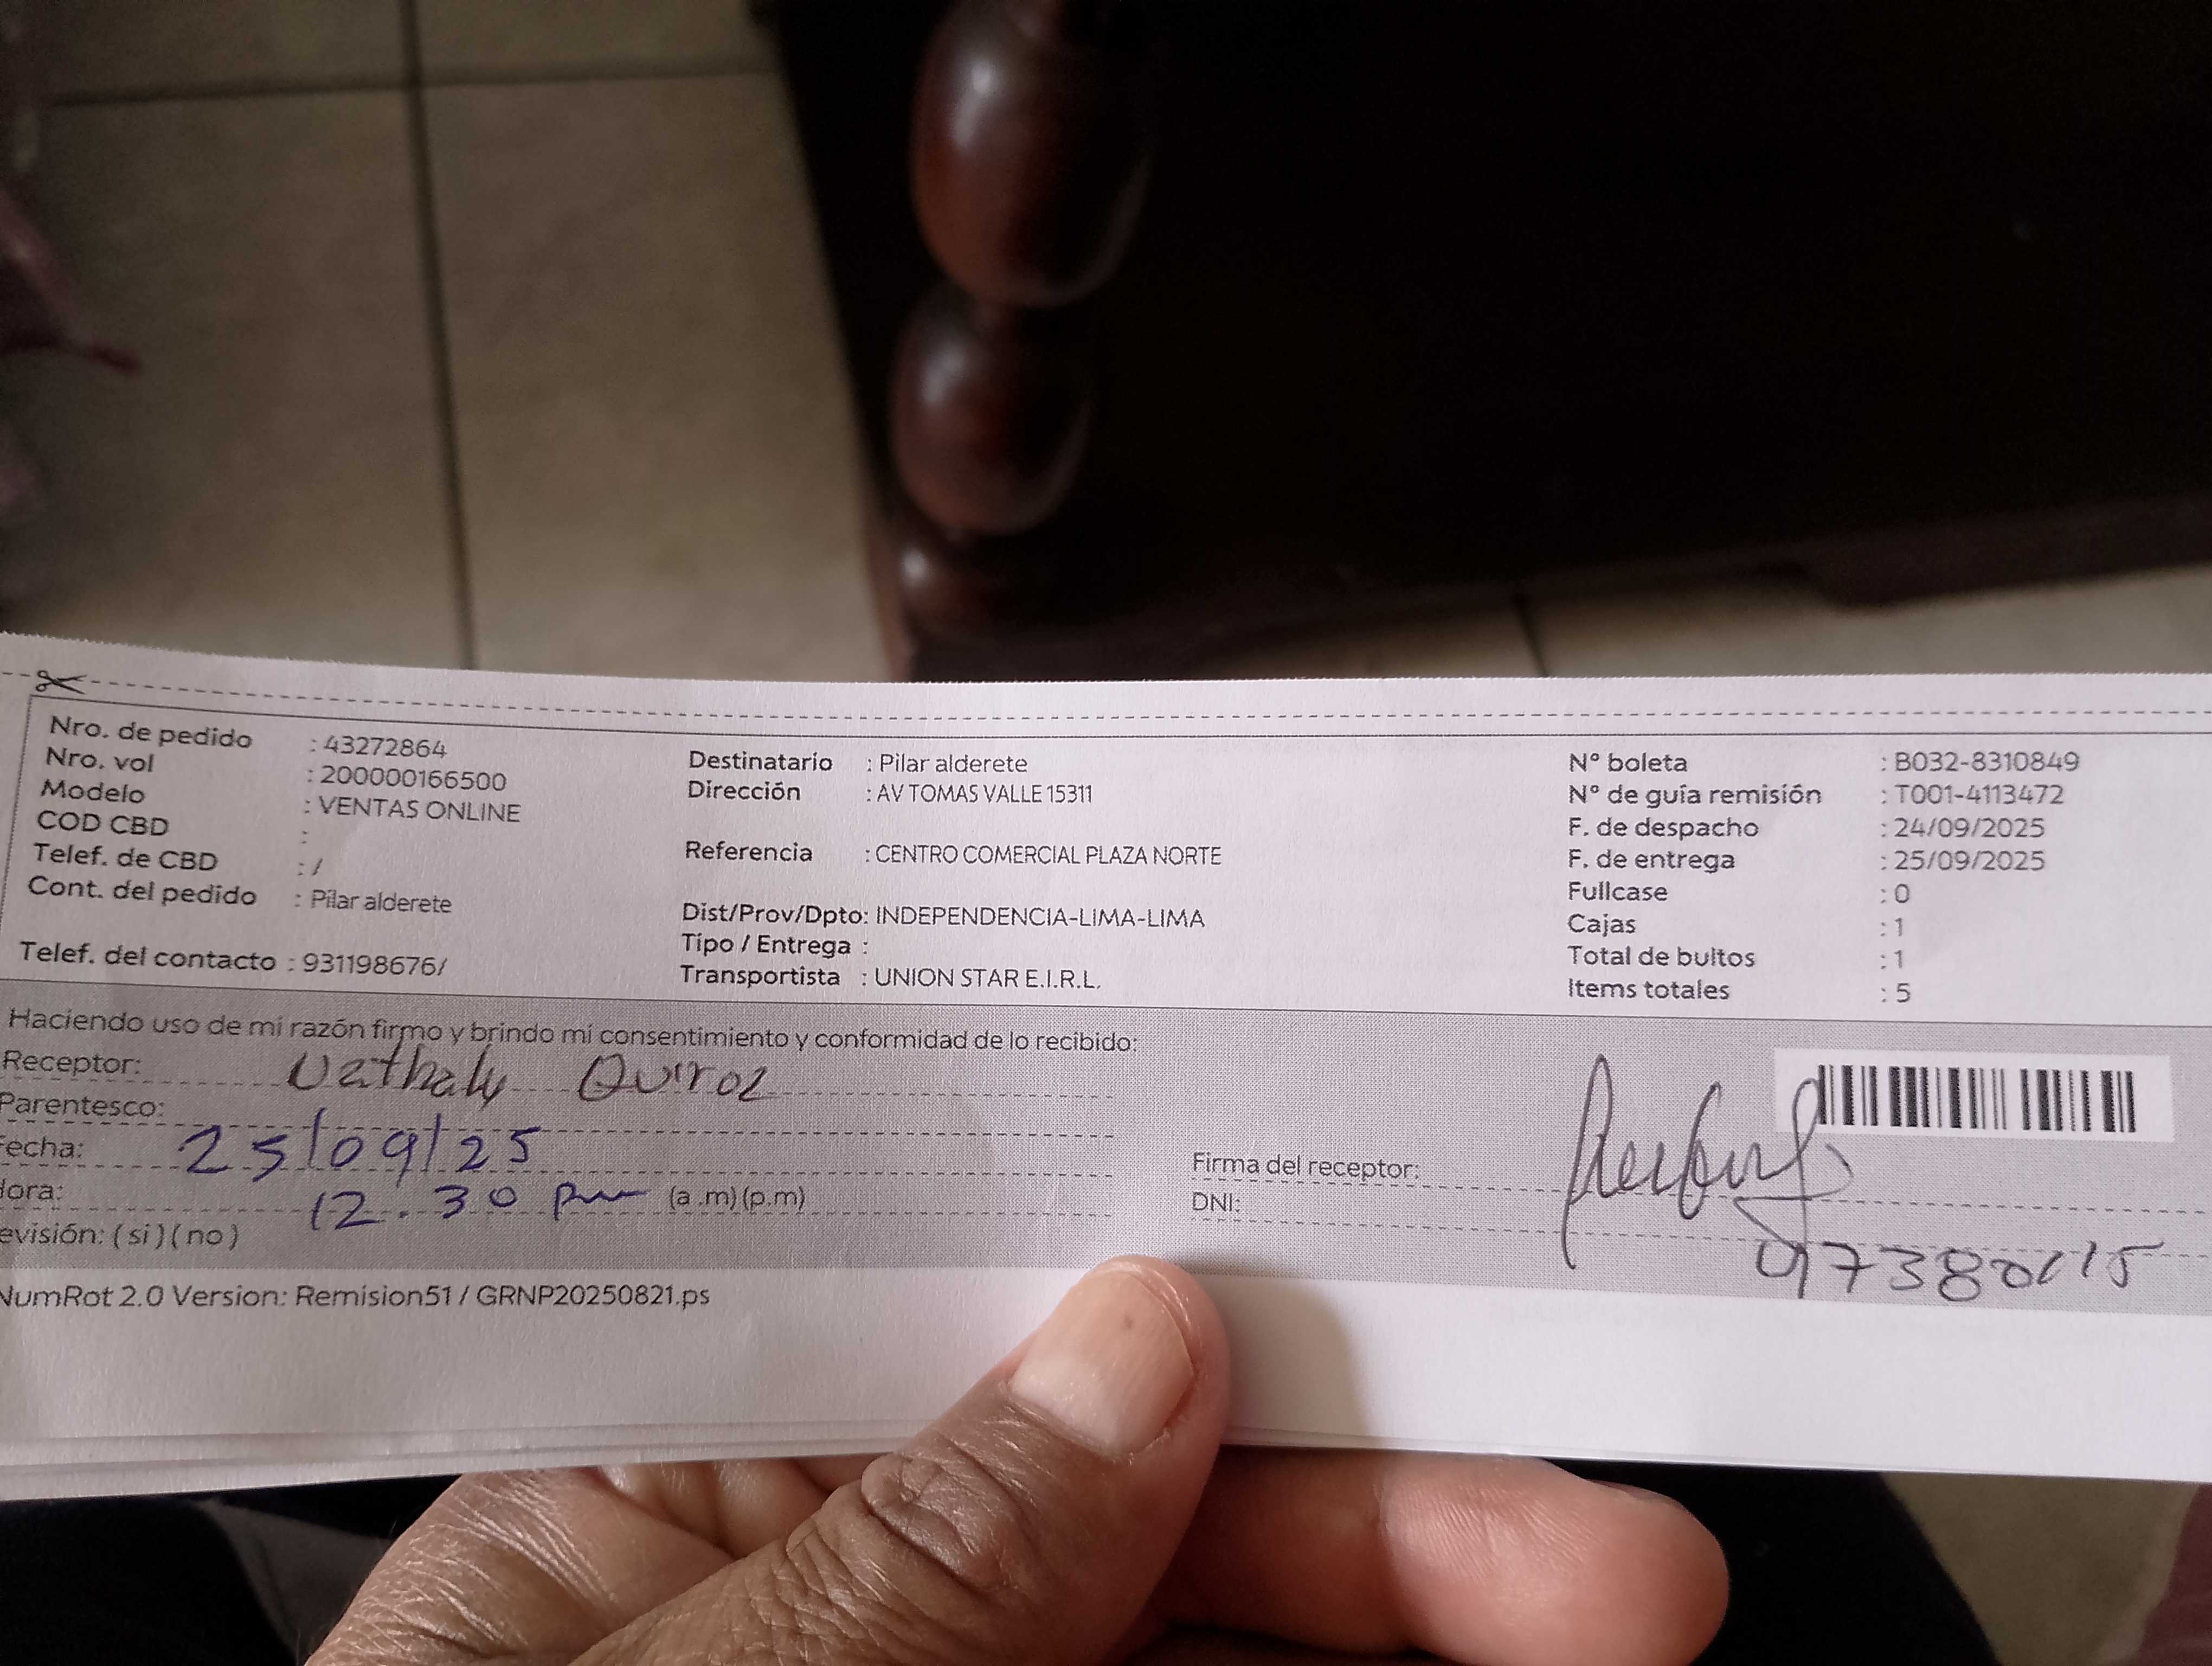 Nro. de pedido : 43272864
Nro. vol : 200000166500
Modelo : VENTAS ONLINE
COD CBD :
Telef. de CBD : /
Cont. del pedido : Pilar alderete
Telef. del contacto : 931198676/
Destinatario : Pilar alderete
Dirección : AV TOMAS VALLE 15311
Referencia : CENTRO COMERCIAL PLAZA NORTE
Dist/Prov/Dpto: INDEPENDENCIA-LIMA-LIMA
Tipo / Entrega :
Transportista : UNION STAR E.I.R.L.
N° boleta : B032-8310849
N° de guía remisión : T001-4113472
F. de despacho : 24/09/2025
F. de entrega : 25/09/2025
Fullcase : 0
Cajas : 1
Total de bultos : 1
Items totales : 5
Haciendo uso de mi razón firmo y brindo mi consentimiento y conformidad de lo recibido:
Receptor: Nathaly Quiroz
Parentesco:
echa: 25/09/25
ora: 12.30 pm (a .m)(p.m)
evisión: ( si )( no )
Firma del receptor:
DNI:
NumRot 2.0 Version: Remision51 / GRNP20250821.ps